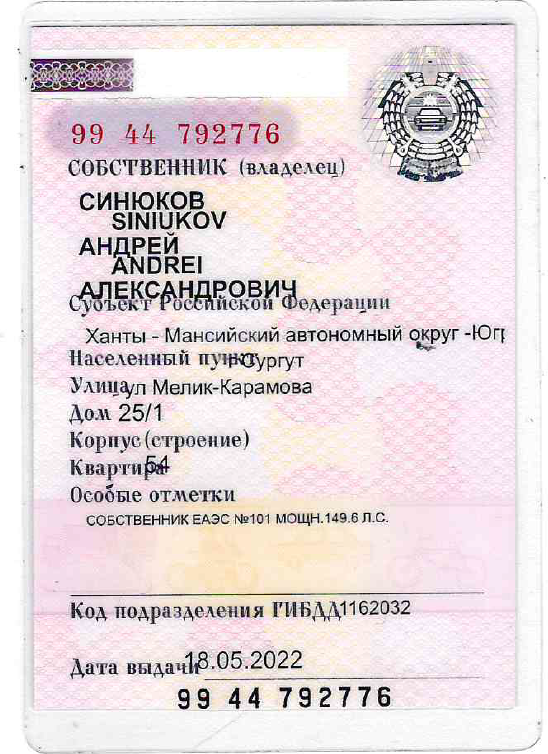 99 44 792776
СОБСТВЕННИК (владелец)
СИНЮКОВ
SINIUKOV
АНДРЕЙ
ANDREI
АЛЕКСАНДРОВИЧ
Субъект Российской Федерации
Ханты - Мансийский автономный округ -Юг
Населенный пункт Сургут
Улица ул Мелик-Карамова
Дом 25/1
Корпус (строение)
Квартира 54
Особые отметки
СОБСТВЕННИК ЕАЭС №101 МОЩН.149.6 Л.С.
Код подразделения ГИБДД 1162032
Дата выдачи 18.05.2022
99 44 792776